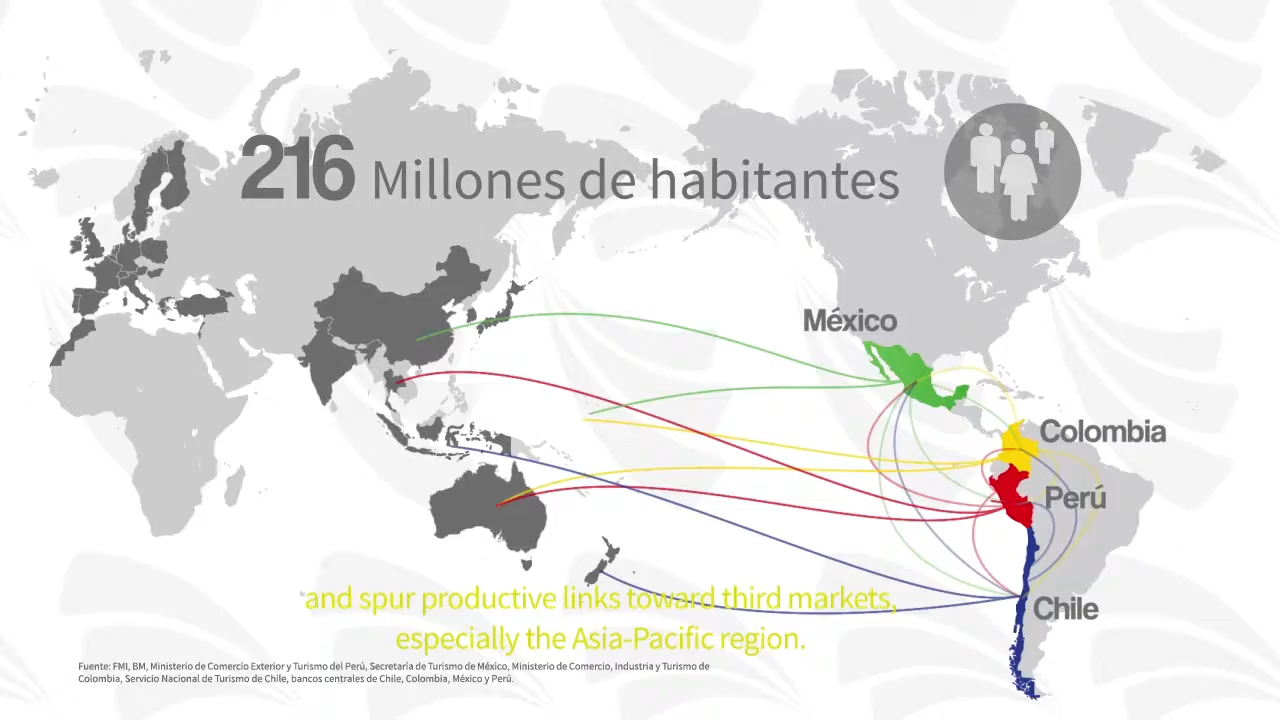 216 Millones de habitantes
México
Colombia
Perú
Chile
and spur productive links toward third markets,
especially the Asia-Pacific region.
Fuente: FMI, BM, Ministerio de Comercio Exterior y Turismo del Perú, Secretaría de Turismo de México, Ministerio de Comercio, Industria y Turismo de
Colombia, Servicio Nacional de Turismo de Chile, bancos centrales de Chile, Colombia, México y Perú.